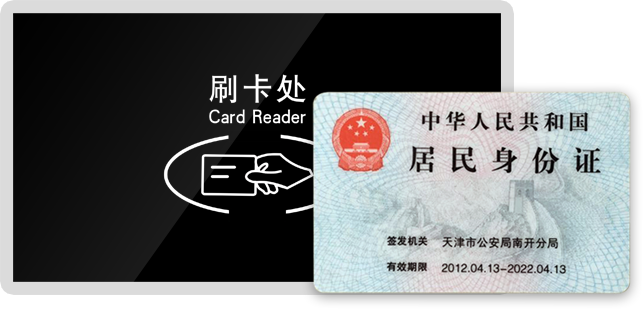 刷卡处
Card Reader
中华人民共和国
居民身份证
签发机关 天津市公安局南开分局
有效期限 2012.04.13-2022.04.13